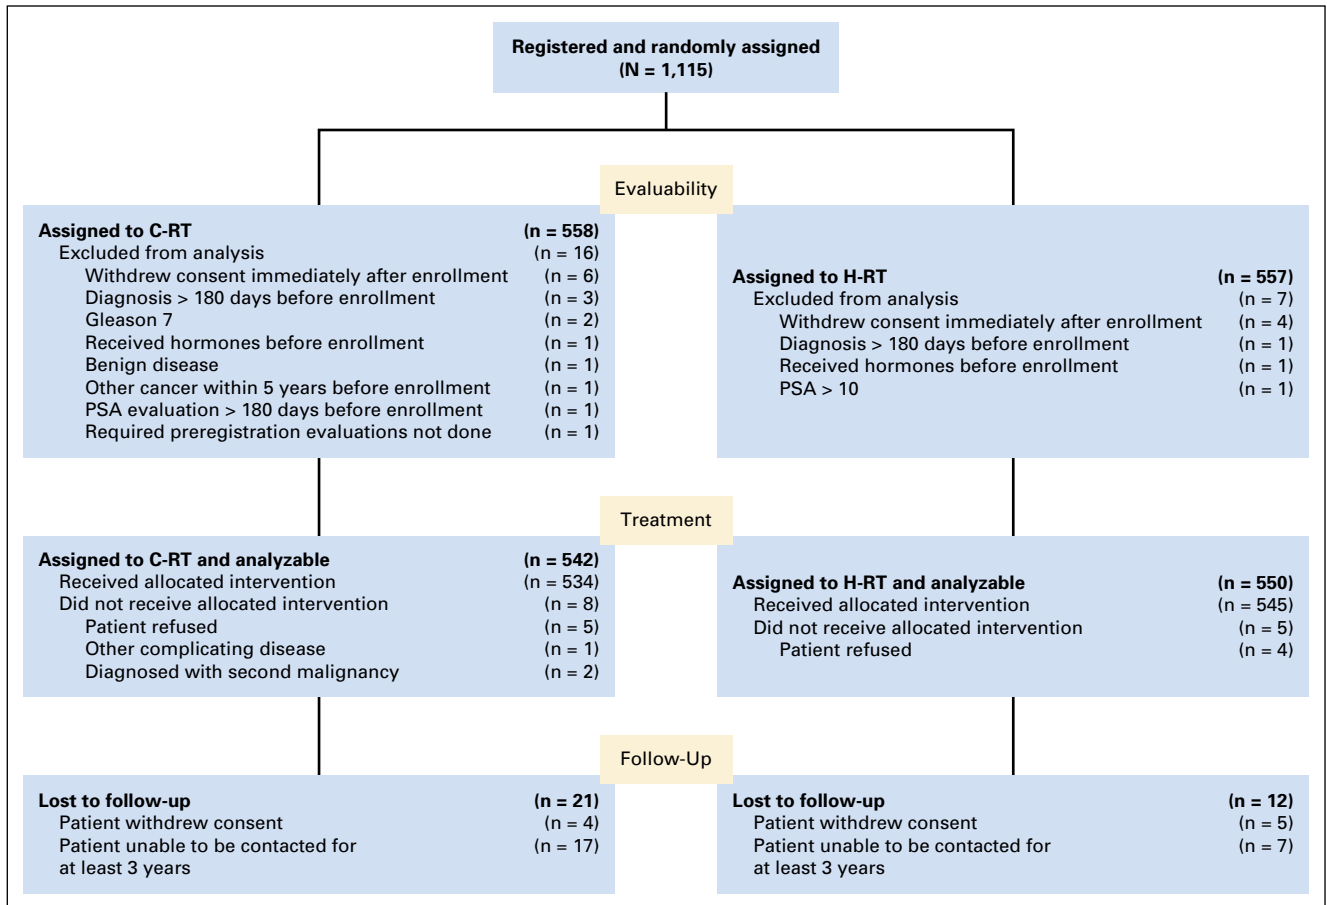 Registered and randomly assigned
(N = 1,115)
Evaluability
Assigned to C-RT (n = 558)
Excluded from analysis (n = 16)
Withdrew consent immediately after enrollment (n = 6)
Diagnosis > 180 days before enrollment (n = 3)
Gleason 7 (n = 2)
Received hormones before enrollment (n = 1)
Benign disease (n = 1)
Other cancer within 5 years before enrollment (n = 1)
PSA evaluation > 180 days before enrollment (n = 1)
Required preregistration evaluations not done (n = 1)
Assigned to H-RT (n = 557)
Excluded from analysis (n = 7)
Withdrew consent immediately after enrollment (n = 4)
Diagnosis > 180 days before enrollment (n = 1)
Received hormones before enrollment (n = 1)
PSA > 10 (n = 1)
Treatment
Assigned to C-RT and analyzable (n = 542)
Received allocated intervention (n = 534)
Did not receive allocated intervention (n = 8)
Patient refused (n = 5)
Other complicating disease (n = 1)
Diagnosed with second malignancy (n = 2)
Assigned to H-RT and analyzable (n = 550)
Received allocated intervention (n = 545)
Did not receive allocated intervention (n = 5)
Patient refused (n = 4)
Follow-Up
Lost to follow-up (n = 21)
Patient withdrew consent (n = 4)
Patient unable to be contacted for (n = 17)
at least 3 years
Lost to follow-up (n = 12)
Patient withdrew consent (n = 5)
Patient unable to be contacted for (n = 7)
at least 3 years